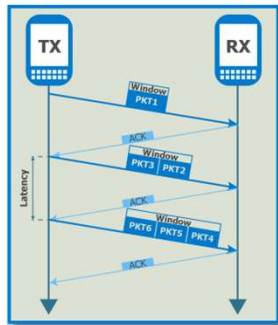 TX
RX
Window
PKT1
ACK
Window
PKT3 PKT2
Latency
ACK
Window
PKT6 PKT5 PKT4
ACK